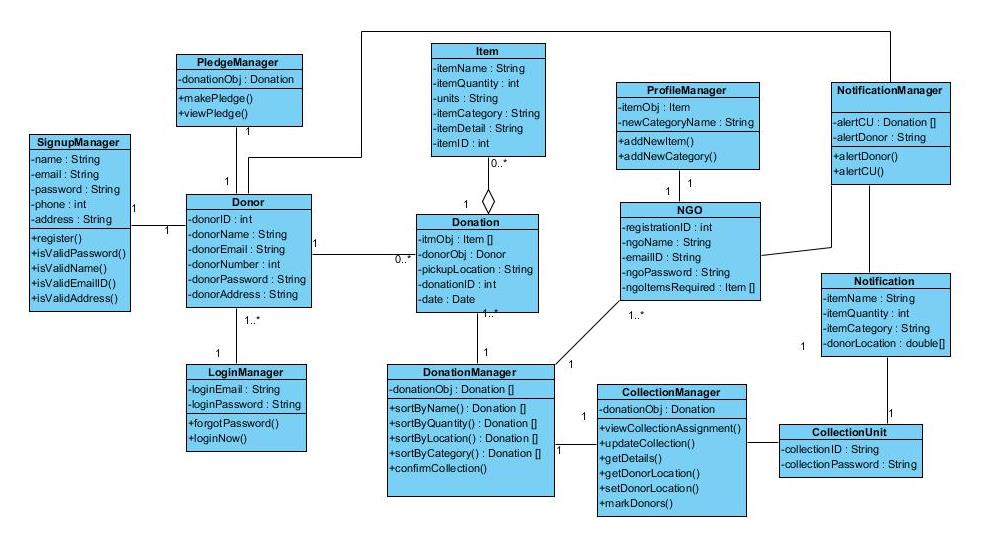 PledgeManager
-donationObj : Donation
+makePledge()
+viewPledge()
1
1
Item
-itemName : String
-itemQuantity : int
-units : String
-itemCategory : String
-itemDetail : String
-itemID : int
0..*
1
ProfileManager
-itemObj : Item
-newCategoryName : String
+addNewItem()
+addNewCategory()
1
1
NotificationManager
-alertCU : Donation []
-alertDonor : String
+alertDonor()
+alertCU()
SignupManager
-name : String
-email : String
-password : String
-phone : int
-address : String
+register()
+isValidPassword()
+isValidName()
+isValidEmailID()
+isValidAddress()
1
1
Donor
-donorID : int
-donorName : String
-donorEmail : String
-donorNumber : int
-donorPassword : String
-donorAddress : String
1
0..*
1..*
1
Donation
-itmObj : Item []
-donorObj : Donor
-pickupLocation : String
-donationID : int
-date : Date
1..*
1
NGO
-registrationID : int
-ngoName : String
-emailID : String
-ngoPassword : String
-ngoItemsRequired : Item []
1..*
1
Notification
-itemName : String
-itemQuantity : int
-itemCategory : String
-donorLocation : double[]
1
1
LoginManager
-loginEmail : String
-loginPassword : String
+forgotPassword()
+loginNow()
DonationManager
-donationObj : Donation []
+sortByName() : Donation []
+sortByQuantity() : Donation []
+sortByLocation() : Donation []
+sortByCategory() : Donation []
+confirmCollection()
1
1
CollectionManager
-donationObj : Donation
+viewCollectionAssignment()
+updateCollection()
+getDetails()
+getDonorLocation()
+setDonorLocation()
+markDonors()
CollectionUnit
-collectionID : String
-collectionPassword : String